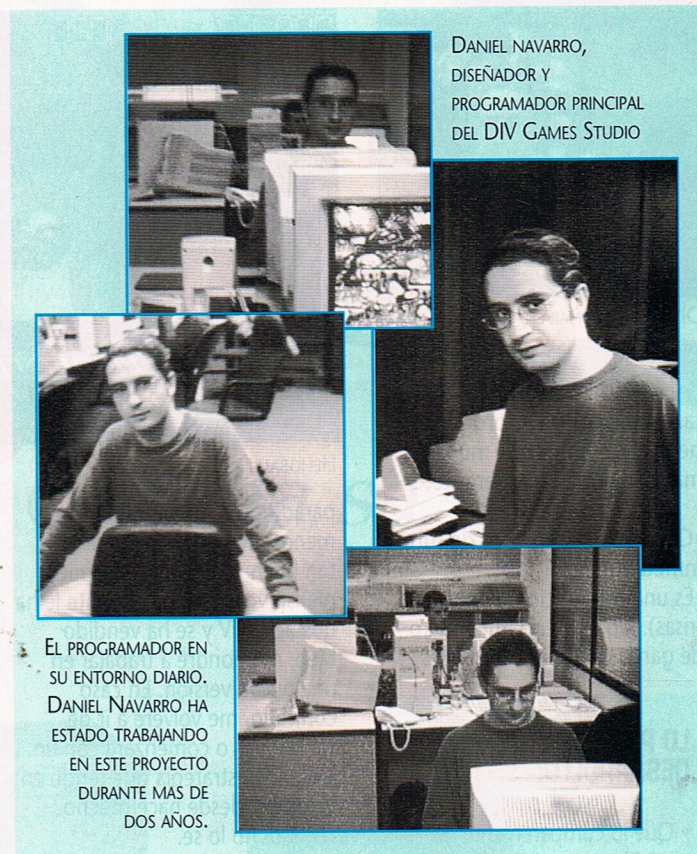 DANIEL NAVARRO,
DISEÑADOR Y
PROGRAMADOR PRINCIPAL
DEL DIV GAMES STUDIO
EL PROGRAMADOR EN
SU ENTORNO DIARIO.
DANIEL NAVARRO HA
ESTADO TRABAJANDO
EN ESTE PROYECTO
DURANTE MAS DE
DOS AÑOS.